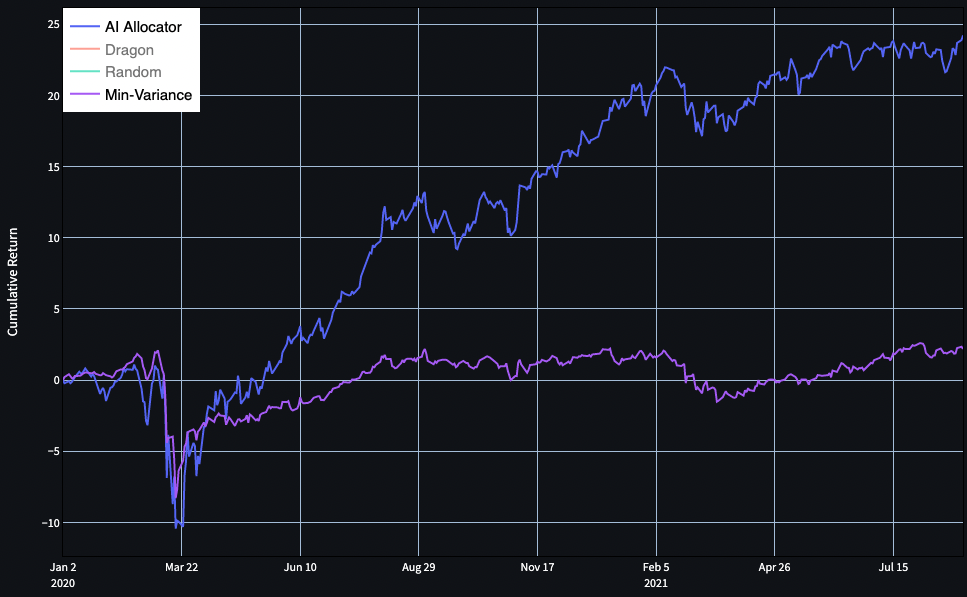 AI Allocator
Dragon
Random
Min-Variance
Cumulative Return
25
20
15
10
5
0
−5
−10
Jan 2
2020
Mar 22
Jun 10
Aug 29
Nov 17
Feb 5
2021
Apr 26
Jul 15